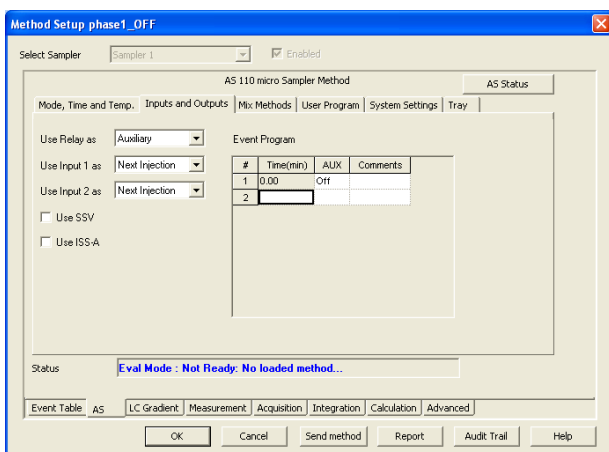 Method Setup phase1_OFF
Select Sampler Sampler 1 Enabled
AS 110 micro Sampler Method AS Status
Mode, Time and Temp. Inputs and Outputs Mix Methods User Program System Settings Tray
Use Relay as Auxiliary Event Program
Use Input 1 as Next Injection # Time(min) AUX Comments
1 0.00 Off
Use Input 2 as Next Injection 2
Use SSV
Use ISS-A
Status Eval Mode : Not Ready: No loaded method...
Event Table AS LC Gradient Measurement Acquisition Integration Calculation Advanced
OK Cancel Send method Report Audit Trail Help